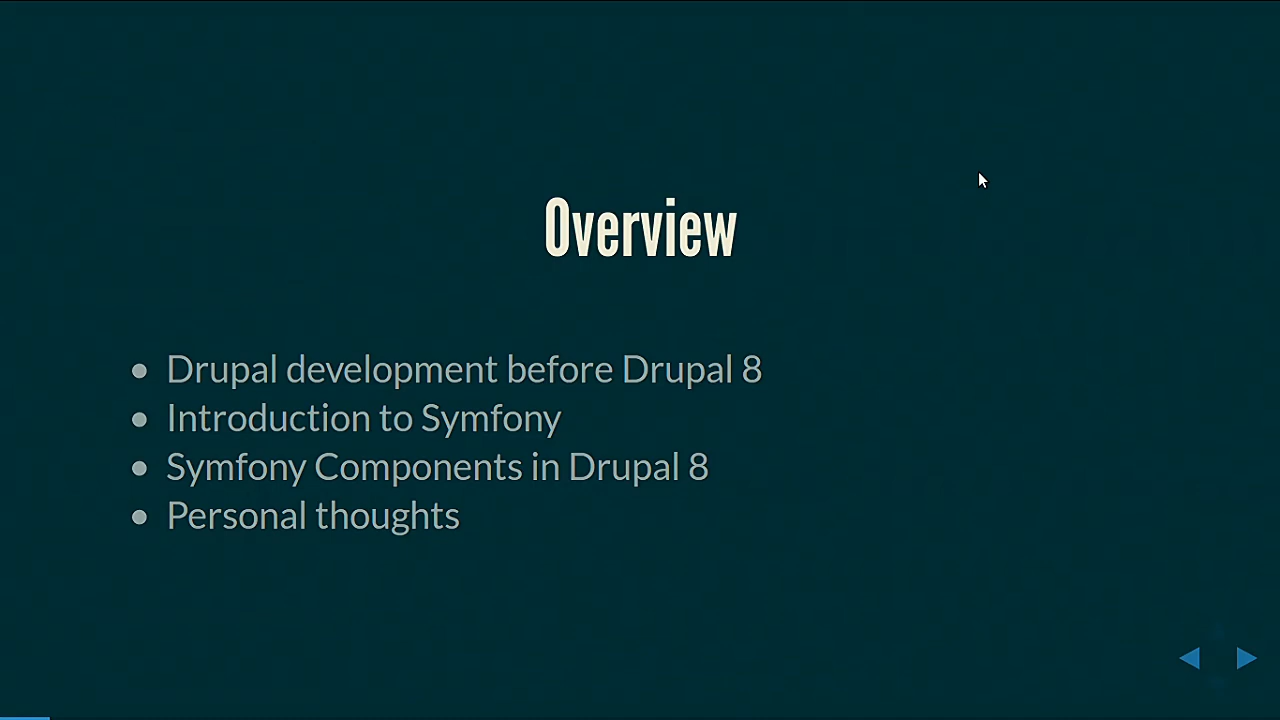 Overview
Drupal development before Drupal 8
Introduction to Symfony
Symfony Components in Drupal 8
Personal thoughts